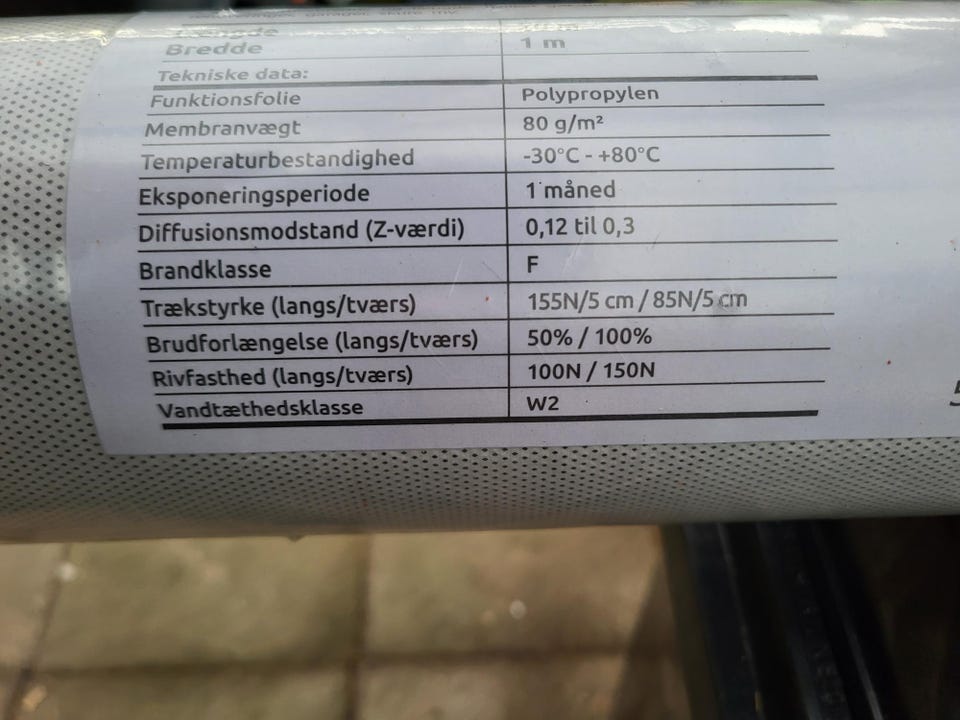 Længde
Bredde 1 m
Tekniske data:
Funktionsfolie Polypropylen
Membranvægt 80 g/m²
Temperaturbestandighed -30°C - +80°C
Eksponeringsperiode 1 måned
Diffusionsmodstand (Z-værdi) 0,12 til 0,3
Brandklasse F
Trækstyrke (langs/tværs) 155N/5 cm / 85N/5 cm
Brudforlængelse (langs/tværs) 50% / 100%
Rivfasthed (langs/tværs) 100N / 150N
Vandtæthedsklasse W2